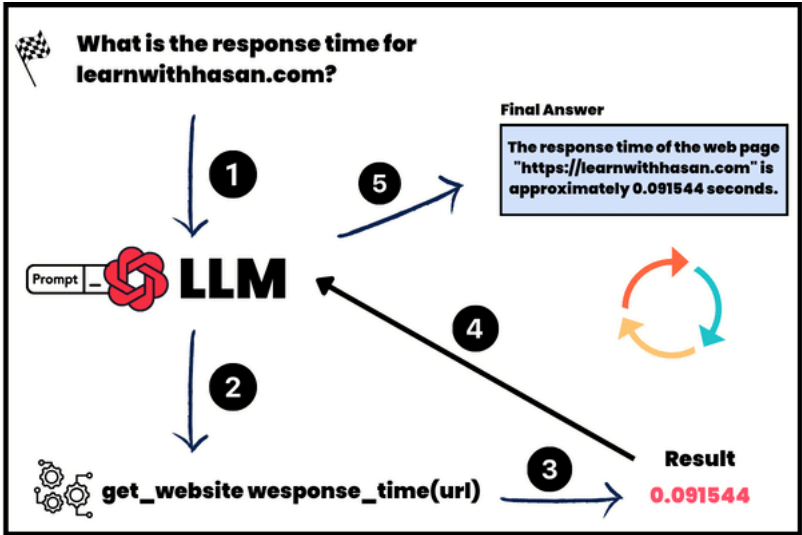 What is the response time for
learnwithhasan.com?
Final Answer
The response time of the web page
"https://learnwithhasan.com" is
approximately 0.091544 seconds.
1
5
Prompt _
LLM
4
2
3
get_website wesponse_time(url)
Result
0.091544